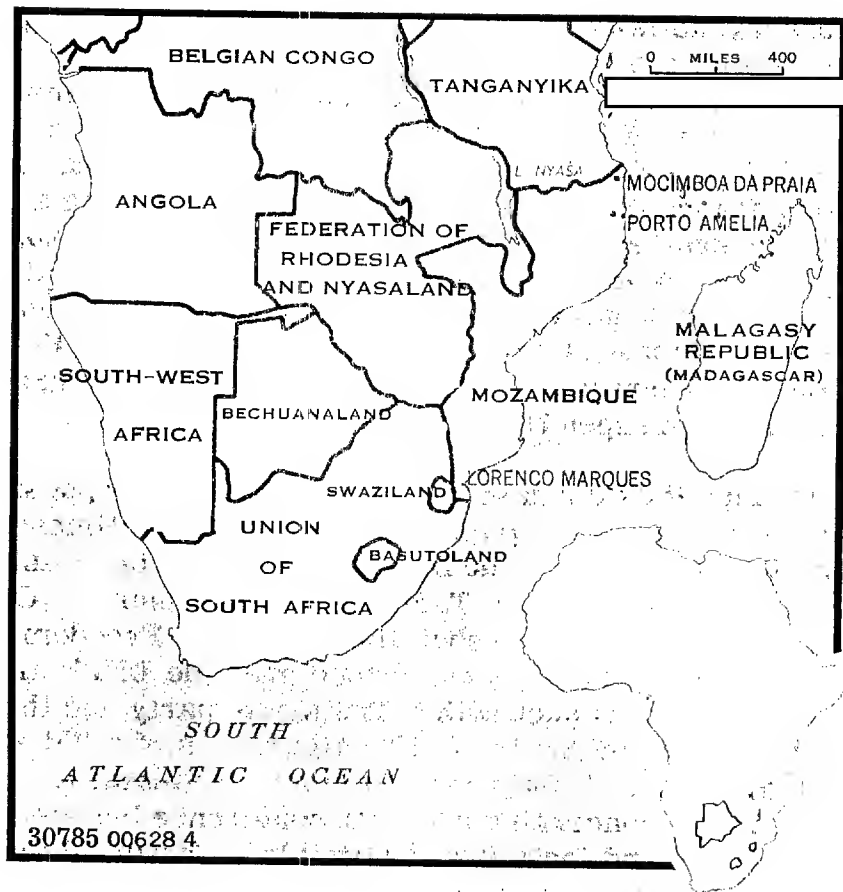 BELGIAN CONGO
0 MILES 400
TANGANYIKA
L. NYASA
MOCIMBOA DA PRAIA
ANGOLA
PORTO AMELIA
FEDERATION OF
RHODESIA
AND NYASALAND
MALAGASY
REPUBLIC
(MADAGASCAR)
SOUTH-WEST
AFRICA
BECHUANALAND
MOZAMBIQUE
LORENCO MARQUES
SWAZILAND
UNION
OF
SOUTH AFRICA
BASUTOLAND
SOUTH
ATLANTIC OCEAN
30785 00628 4